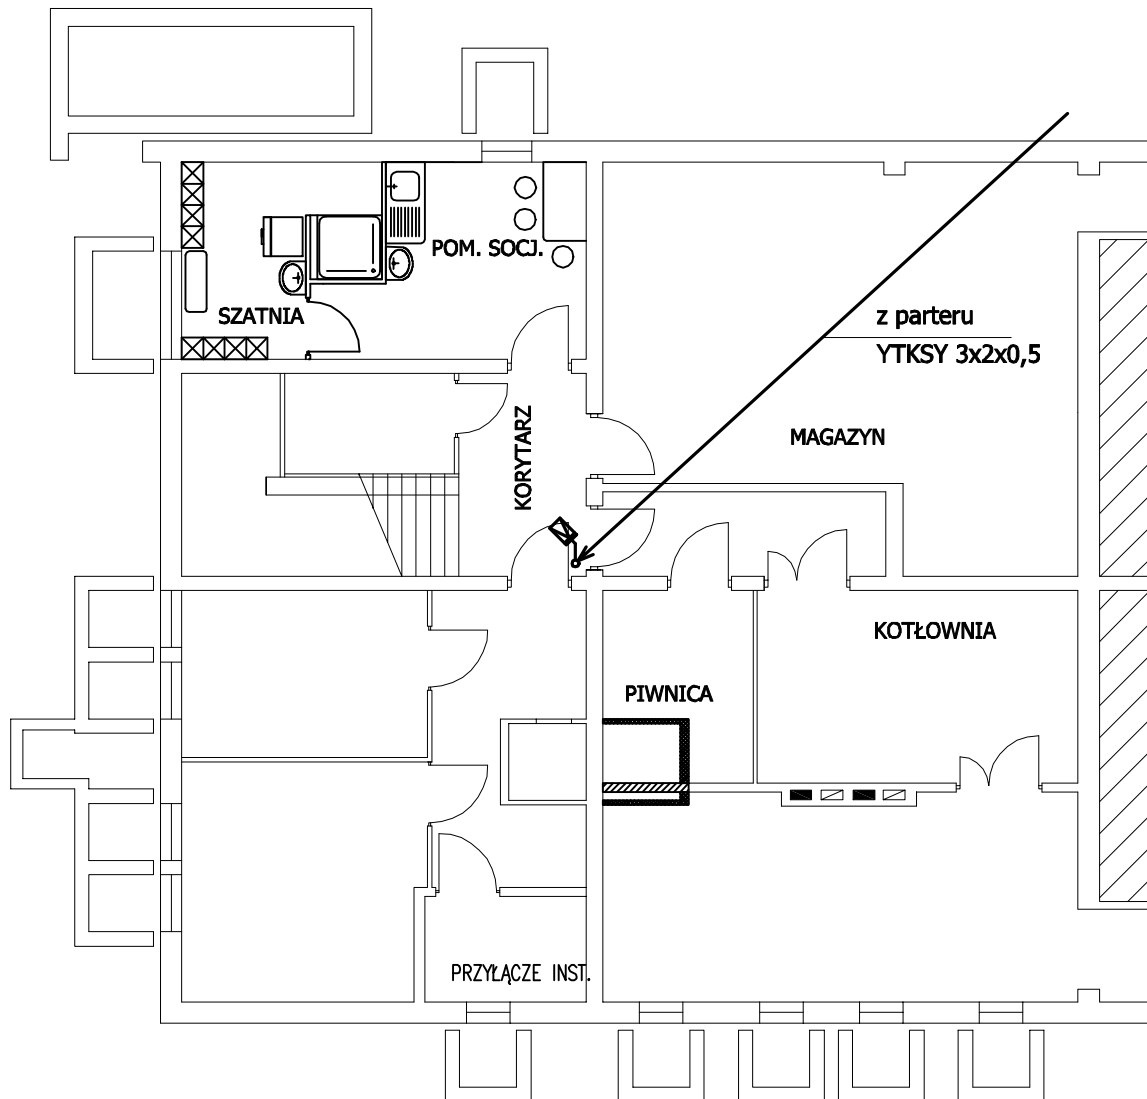 POM. SOCJ.
SZATNIA
z parteru
YTKSY 3x2x0,5
KORYTARZ
MAGAZYN
KOTŁOWNIA
PIWNICA
PRZYŁĄCZE INST.